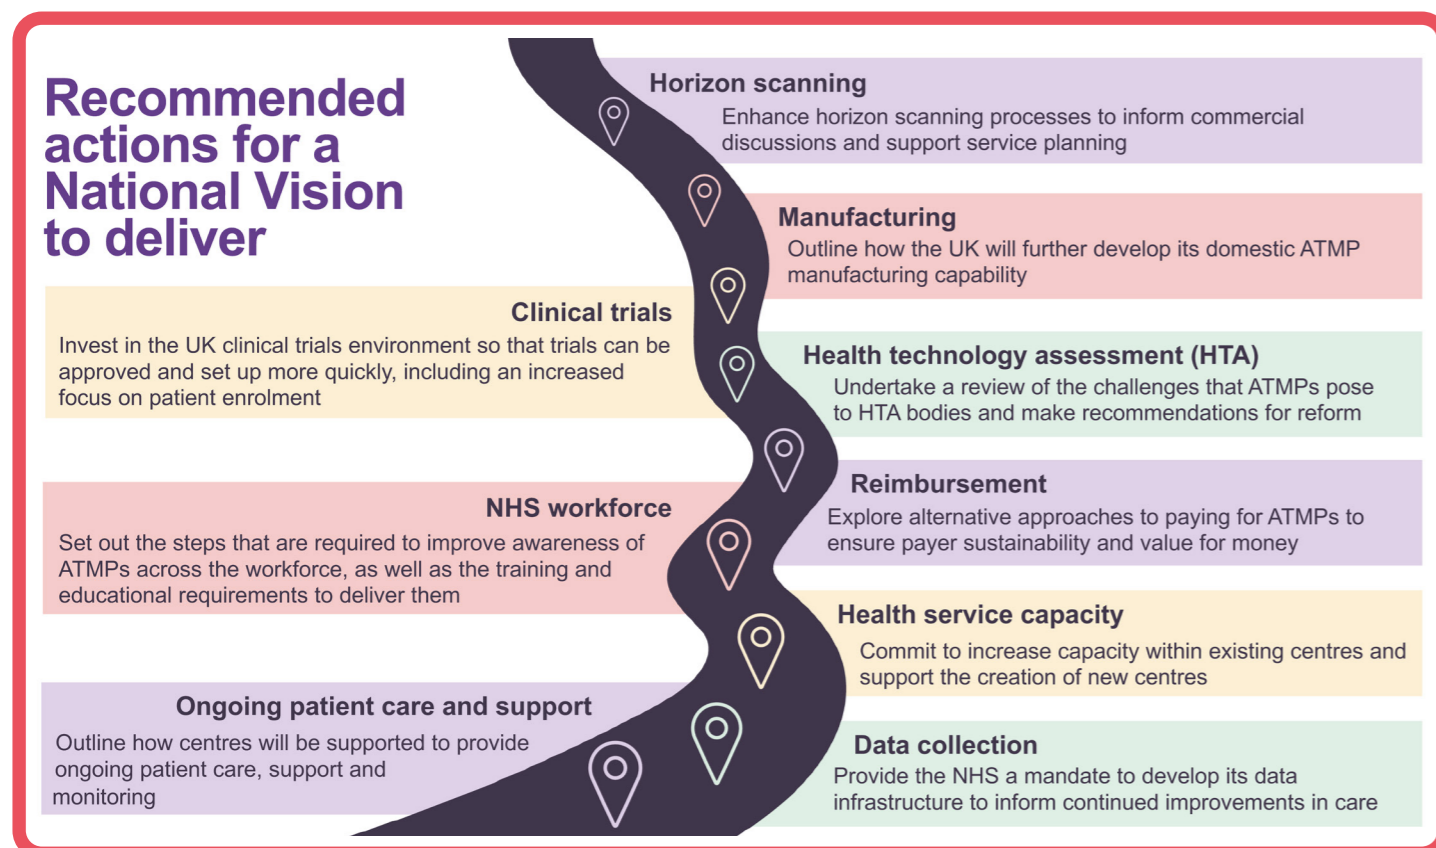 Recommended
actions for a
National Vision
to deliver
Horizon scanning
Enhance horizon scanning processes to inform commercial
discussions and support service planning
Manufacturing
Outline how the UK will further develop its domestic ATMP
manufacturing capability
Clinical trials
Invest in the UK clinical trials environment so that trials can be
approved and set up more quickly, including an increased
focus on patient enrolment
Health technology assessment (HTA)
Undertake a review of the challenges that ATMPs pose
to HTA bodies and make recommendations for reform
Reimbursement
Explore alternative approaches to paying for ATMPs to
ensure payer sustainability and value for money
NHS workforce
Set out the steps that are required to improve awareness of
ATMPs across the workforce, as well as the training and
educational requirements to deliver them
Health service capacity
Commit to increase capacity within existing centres and
support the creation of new centres
Data collection
Provide the NHS a mandate to develop its data
infrastructure to inform continued improvements in care
Ongoing patient care and support
Outline how centres will be supported to provide
ongoing patient care, support and
monitoring